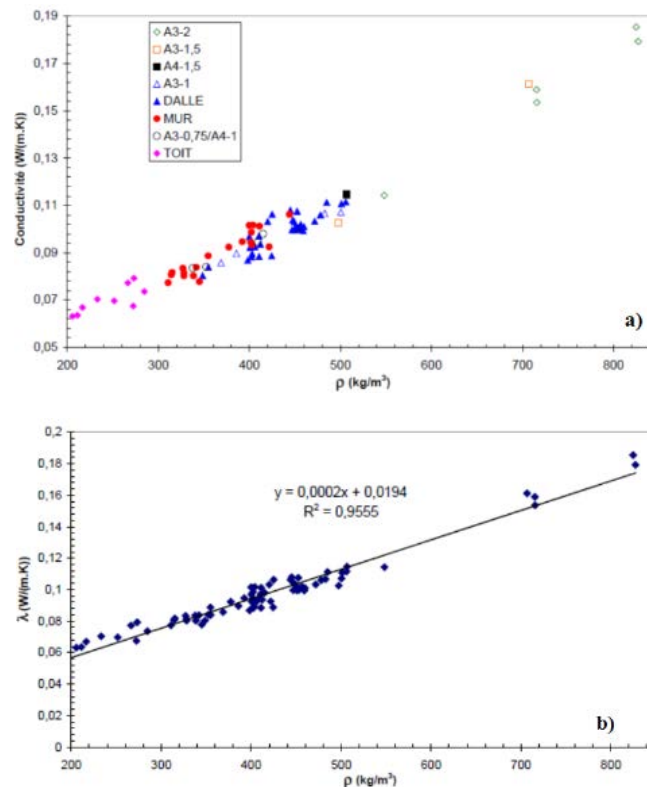 0,19
0,17
0,15
0,13
0,11
0,09
0,07
0,05
Conductivité (W/(m.K))
A3-2
A3-1,5
A4-1,5
A3-1
DALLE
MUR
A3-0,75/A4-1
TOIT
a)
200 300 400 500 600 700 800
ρ (kg/m³)
0,2
0,18
0,16
0,14
0,12
0,1
0,08
0,06
0,04
0,02
0
λ (W/(m.K))
y = 0,0002x + 0,0194
R² = 0,9555
b)
200 300 400 500 600 700 800
ρ (kg/m³)